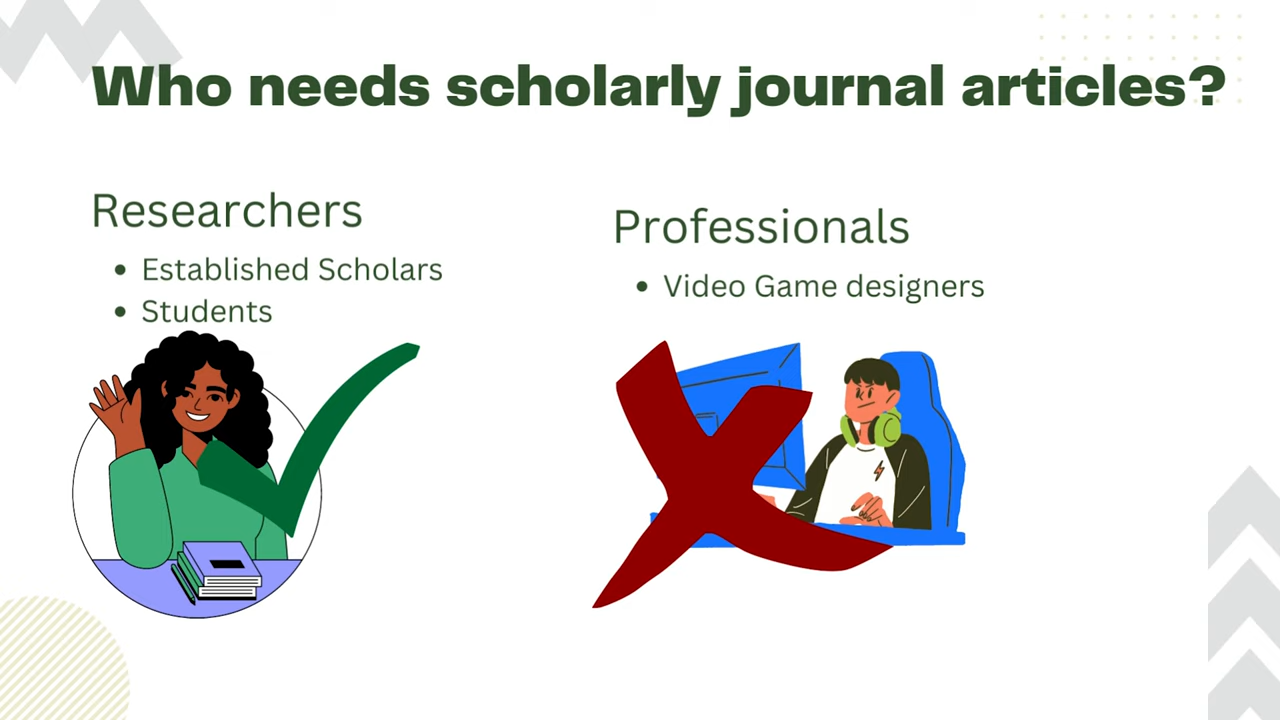 Who needs scholarly journal articles?
Researchers
• Established Scholars
• Students
Professionals
• Video Game designers